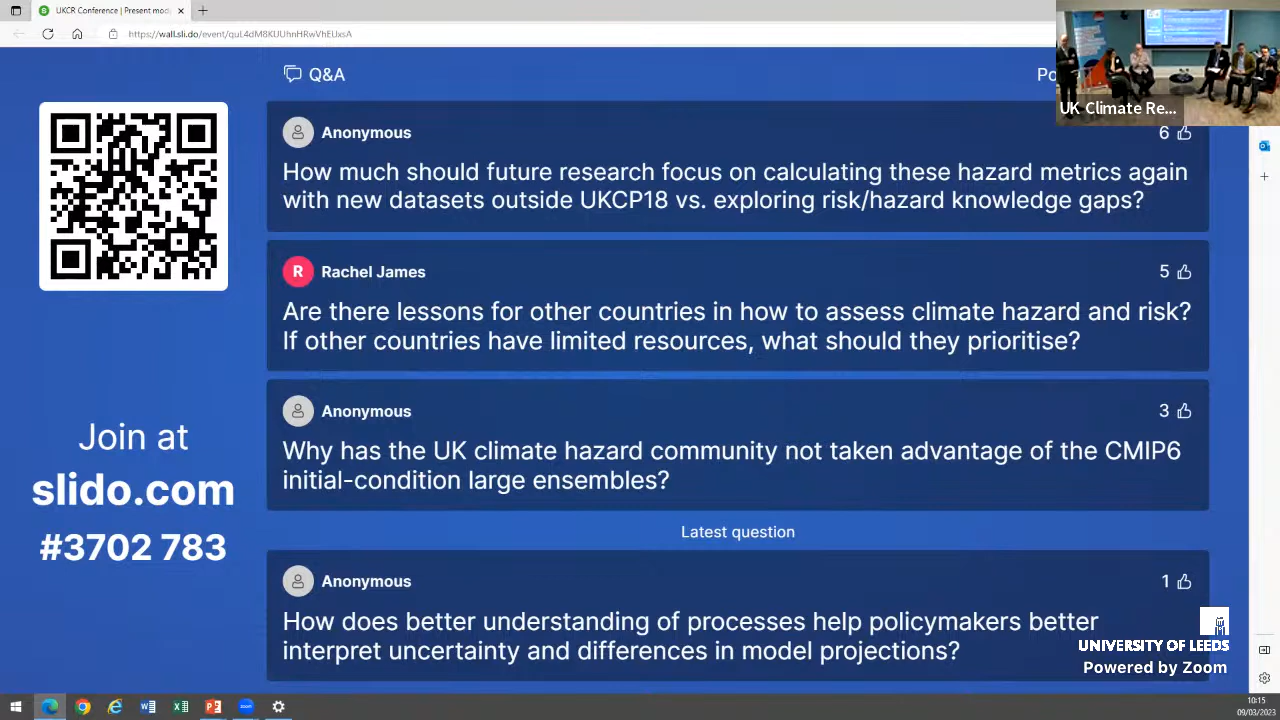 UKCR Conference | Present mod
https://wall.sli.do/event/quL4dM8KUUhnHRwVhEUxsA
Q&A
Po
UK Climate Re...
Anonymous
6
How much should future research focus on calculating these hazard metrics again
with new datasets outside UKCP18 vs. exploring risk/hazard knowledge gaps?
R
Rachel James
5
Are there lessons for other countries in how to assess climate hazard and risk?
If other countries have limited resources, what should they prioritise?
Anonymous
3
Why has the UK climate hazard community not taken advantage of the CMIP6
initial-condition large ensembles?
Join at
slido.com
#3702 783
Latest question
Anonymous
1
How does better understanding of processes help policymakers better
interpret uncertainty and differences in model projections?
UNIVERSITY OF LEEDS
Powered by Zoom
10:15
09/03/2023